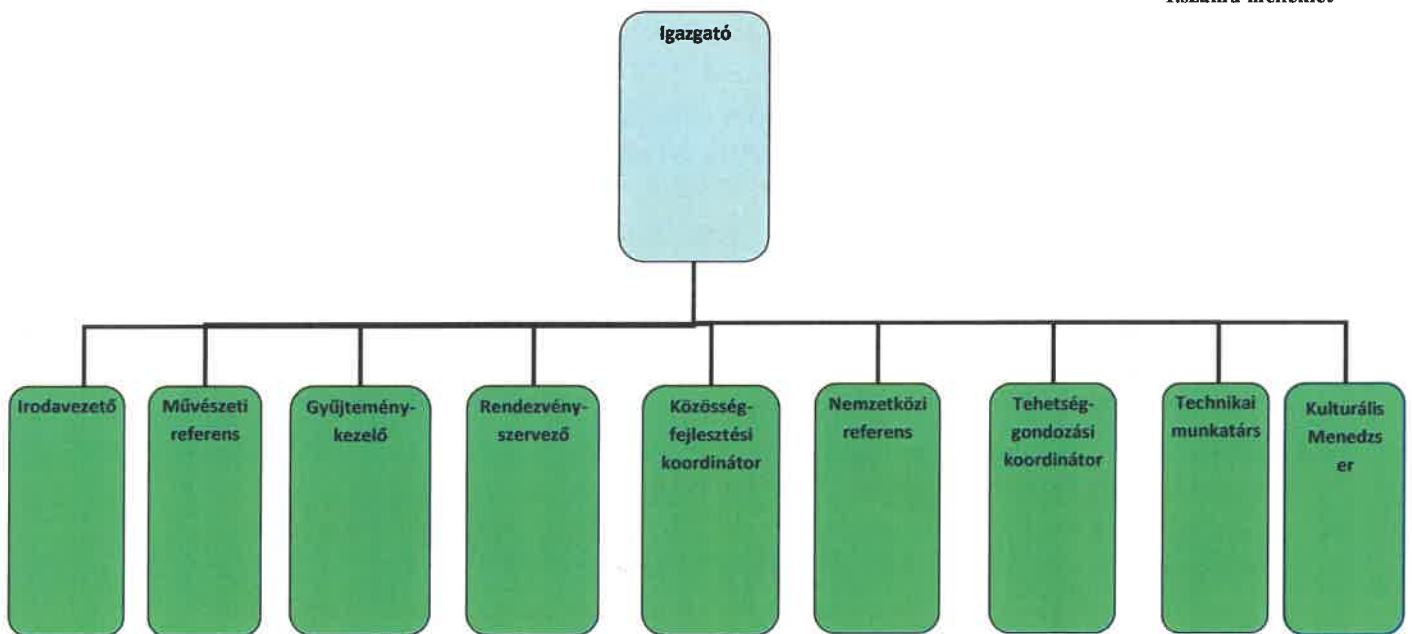 Igazgató
Irodavezető
Művészeti
referens
Gyűjtemény-
kezelő
Rendezvény-
szervező
Közösség-
fejlesztési
koordinátor
Nemzetközi
referens
Tehetség-
gondozási
koordinátor
Technikai
munkatárs
Kulturális
Menedzs
er